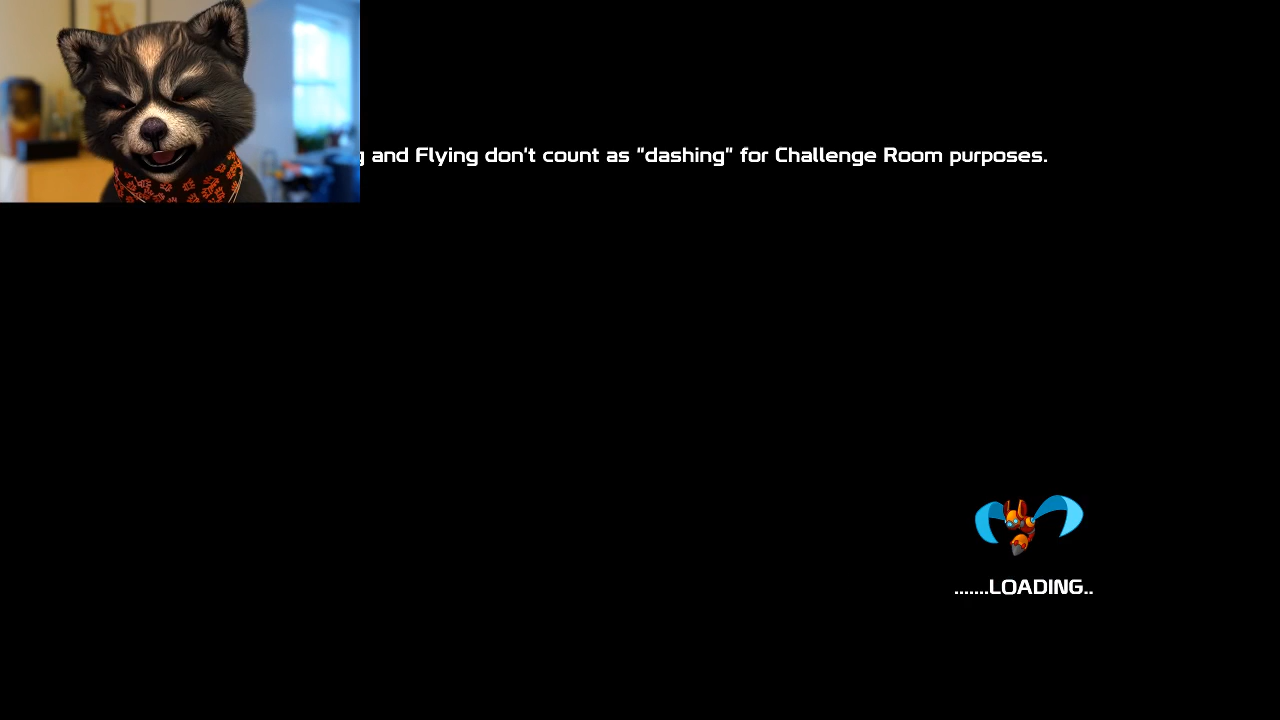 and Flying don't count as "dashing" for Challenge Room purposes.
.......LOADING..